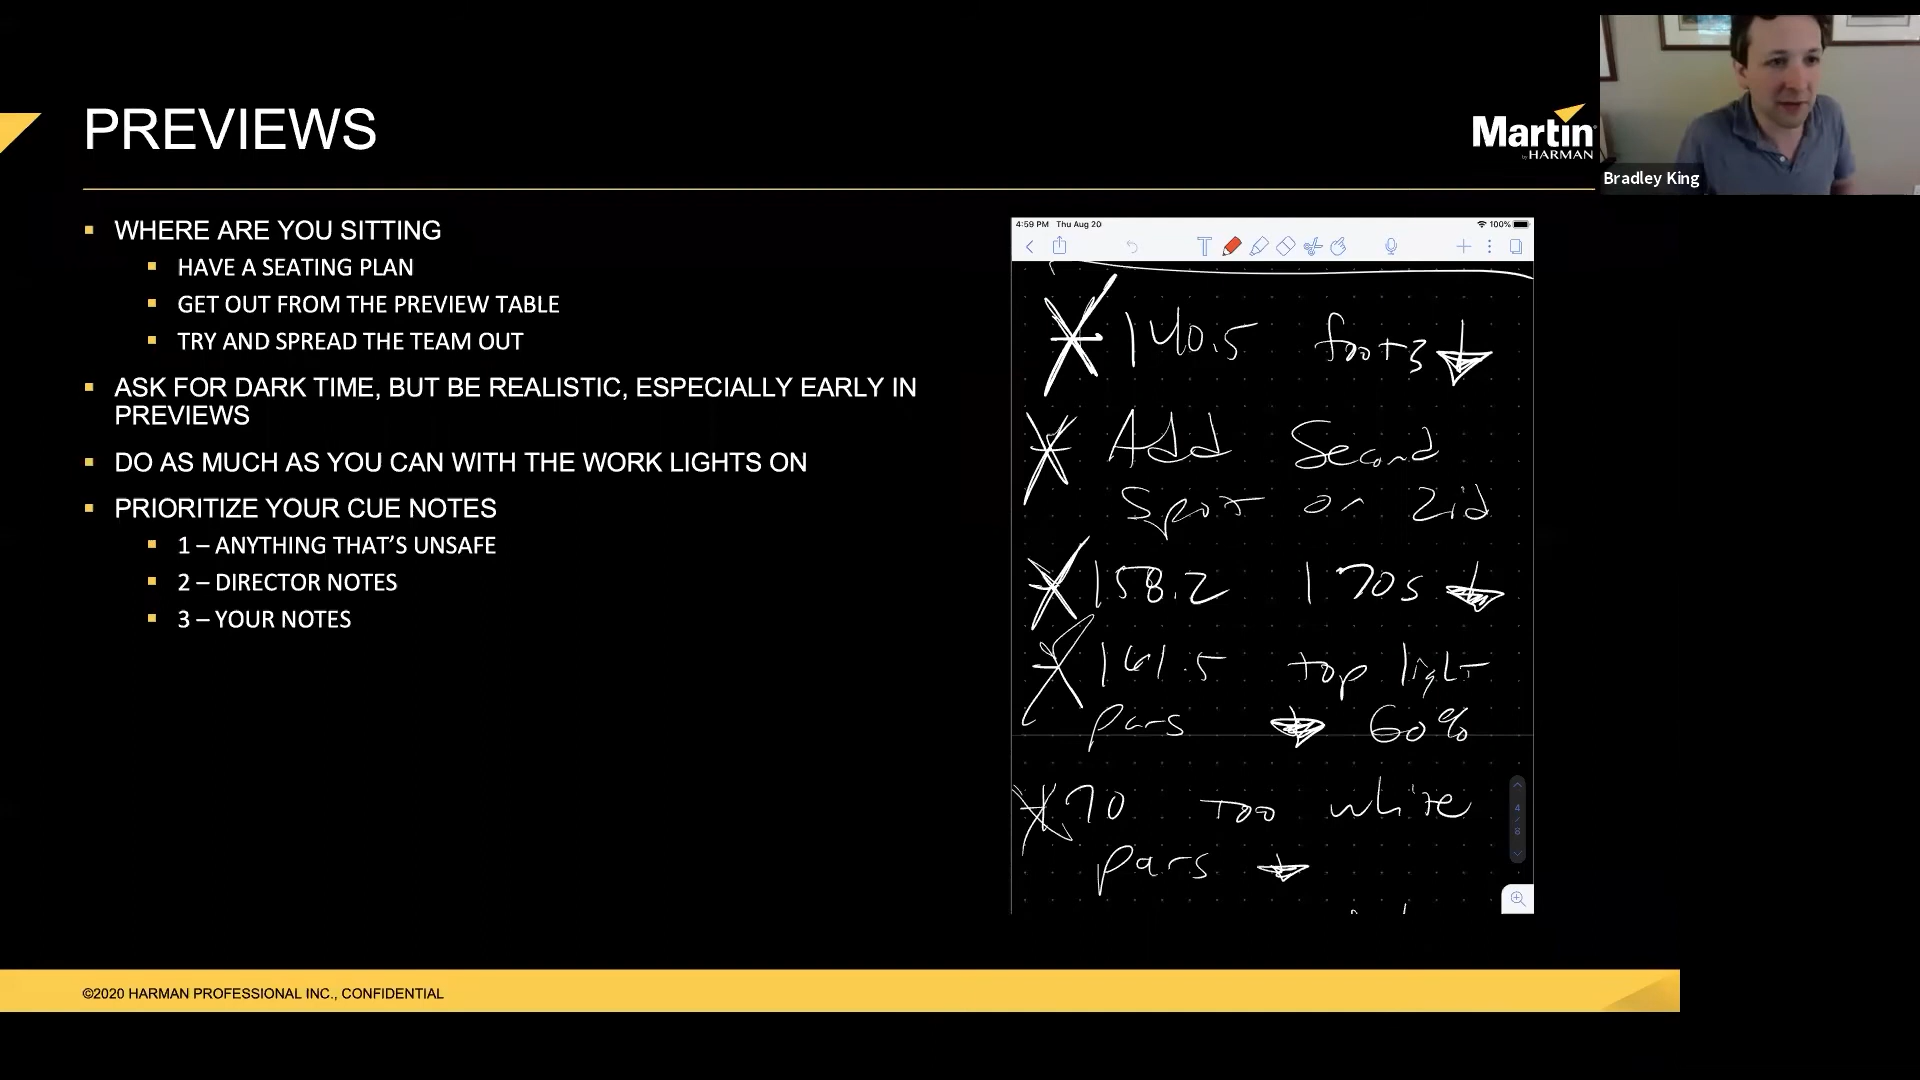 PREVIEWS
Martin
by HARMAN
Bradley King
WHERE ARE YOU SITTING
HAVE A SEATING PLAN
GET OUT FROM THE PREVIEW TABLE
TRY AND SPREAD THE TEAM OUT
ASK FOR DARK TIME, BUT BE REALISTIC, ESPECIALLY EARLY IN
PREVIEWS
DO AS MUCH AS YOU CAN WITH THE WORK LIGHTS ON
PRIORITIZE YOUR CUE NOTES
1 – ANYTHING THAT'S UNSAFE
2 – DIRECTOR NOTES
3 – YOUR NOTES
4:59 PM Thu Aug 20
100%
140.5 foots ↓
Add Second
Spot on
158.2 170s ↓
161.5 top light
pars ↓ 60%
70 Too white
pars ↓
4
/
8
©2020 HARMAN PROFESSIONAL INC., CONFIDENTIAL